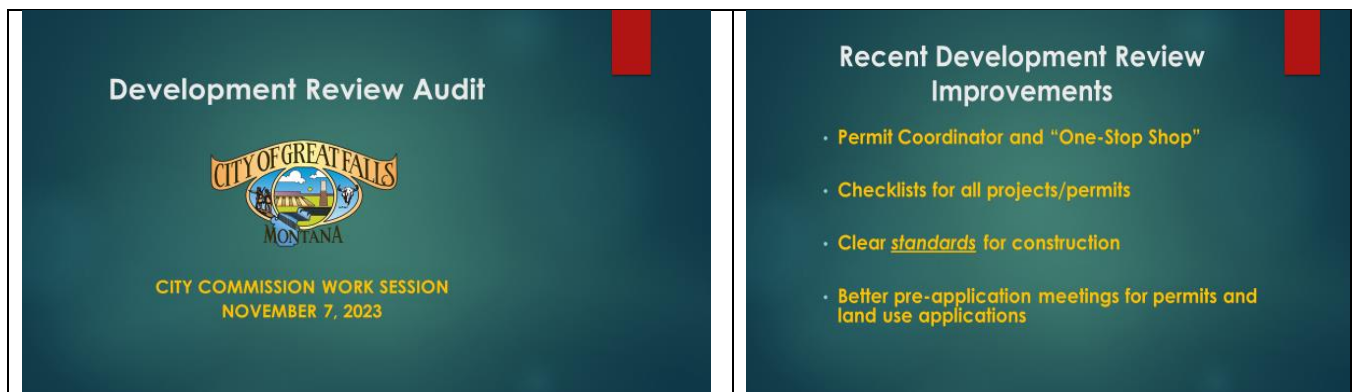 Development Review Audit
CITY OF GREAT FALLS
MONTANA
CITY COMMISSION WORK SESSION
NOVEMBER 7, 2023
Recent Development Review
Improvements
• Permit Coordinator and “One-Stop Shop”
• Checklists for all projects/permits
• Clear standards for construction
• Better pre-application meetings for permits and
land use applications